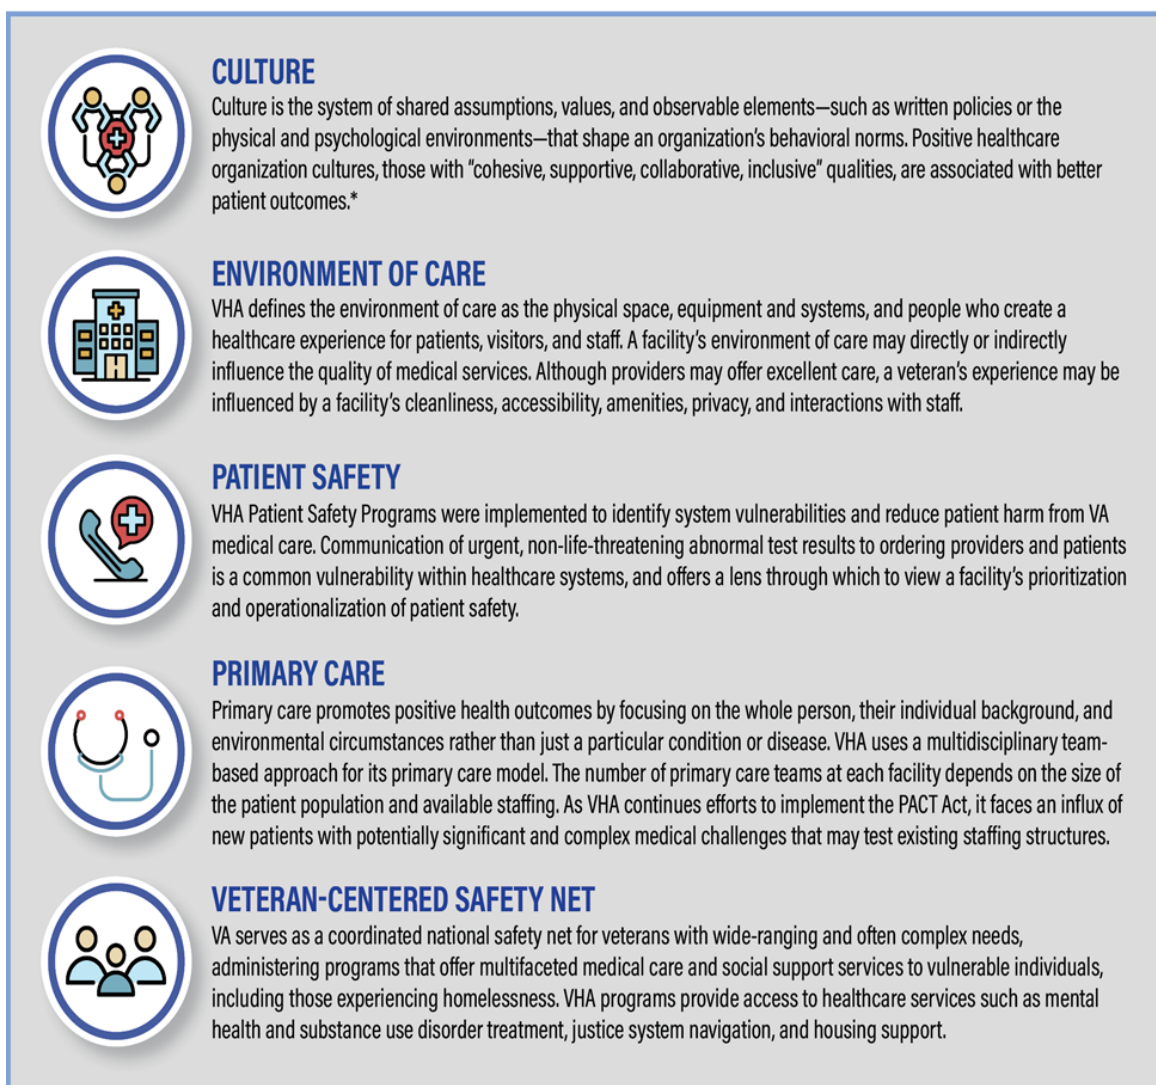 CULTURE
Culture is the system of shared assumptions, values, and observable elements—such as written policies or the
physical and psychological environments—that shape an organization’s behavioral norms. Positive healthcare
organization cultures, those with “cohesive, supportive, collaborative, inclusive” qualities, are associated with better
patient outcomes.*
ENVIRONMENT OF CARE
VHA defines the environment of care as the physical space, equipment and systems, and people who create a
healthcare experience for patients, visitors, and staff. A facility’s environment of care may directly or indirectly
influence the quality of medical services. Although providers may offer excellent care, a veteran’s experience may be
influenced by a facility’s cleanliness, accessibility, amenities, privacy, and interactions with staff.
PATIENT SAFETY
VHA Patient Safety Programs were implemented to identify system vulnerabilities and reduce patient harm from VA
medical care. Communication of urgent, non-life-threatening abnormal test results to ordering providers and patients
is a common vulnerability within healthcare systems, and offers a lens through which to view a facility’s prioritization
and operationalization of patient safety.
PRIMARY CARE
Primary care promotes positive health outcomes by focusing on the whole person, their individual background, and
environmental circumstances rather than just a particular condition or disease. VHA uses a multidisciplinary team-
based approach for its primary care model. The number of primary care teams at each facility depends on the size of
the patient population and available staffing. As VHA continues efforts to implement the PACT Act, it faces an influx of
new patients with potentially significant and complex medical challenges that may test existing staffing structures.
VETERAN-CENTERED SAFETY NET
VA serves as a coordinated national safety net for veterans with wide-ranging and often complex needs,
administering programs that offer multifaceted medical care and social support services to vulnerable individuals,
including those experiencing homelessness. VHA programs provide access to healthcare services such as mental
health and substance use disorder treatment, justice system navigation, and housing support.